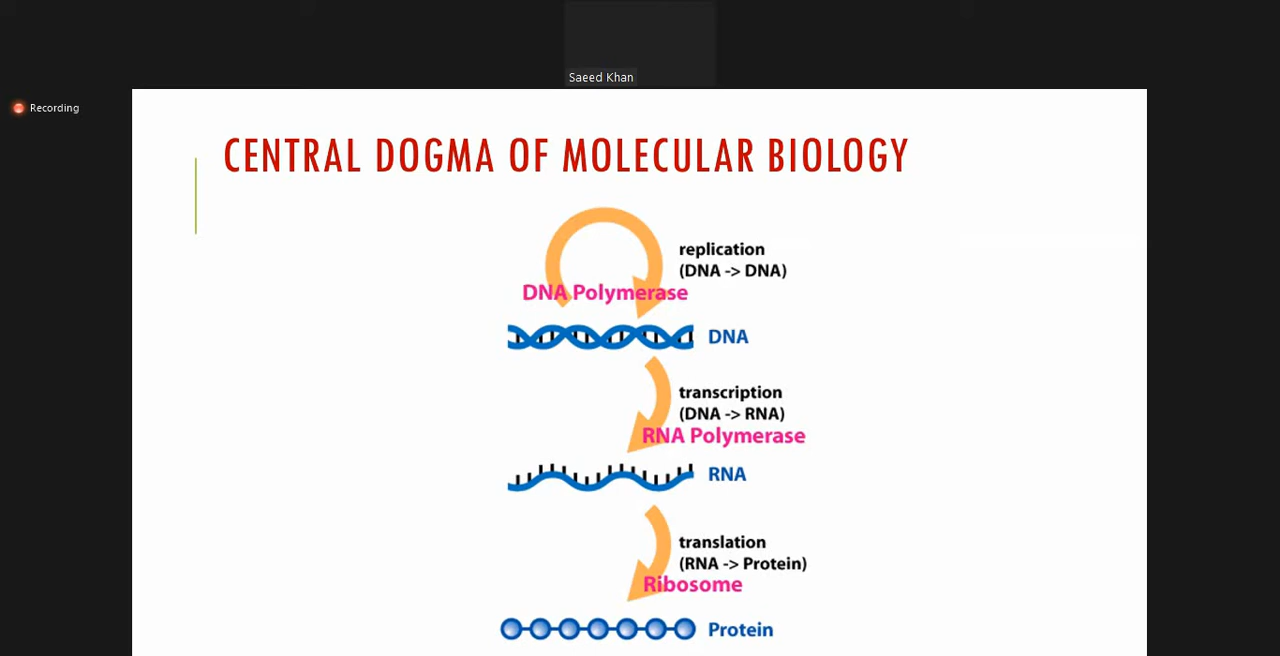 Saeed Khan
Recording
CENTRAL DOGMA OF MOLECULAR BIOLOGY
replication
(DNA -> DNA)
DNA Polymerase
DNA
transcription
(DNA -> RNA)
RNA Polymerase
RNA
translation
(RNA -> Protein)
Ribosome
Protein